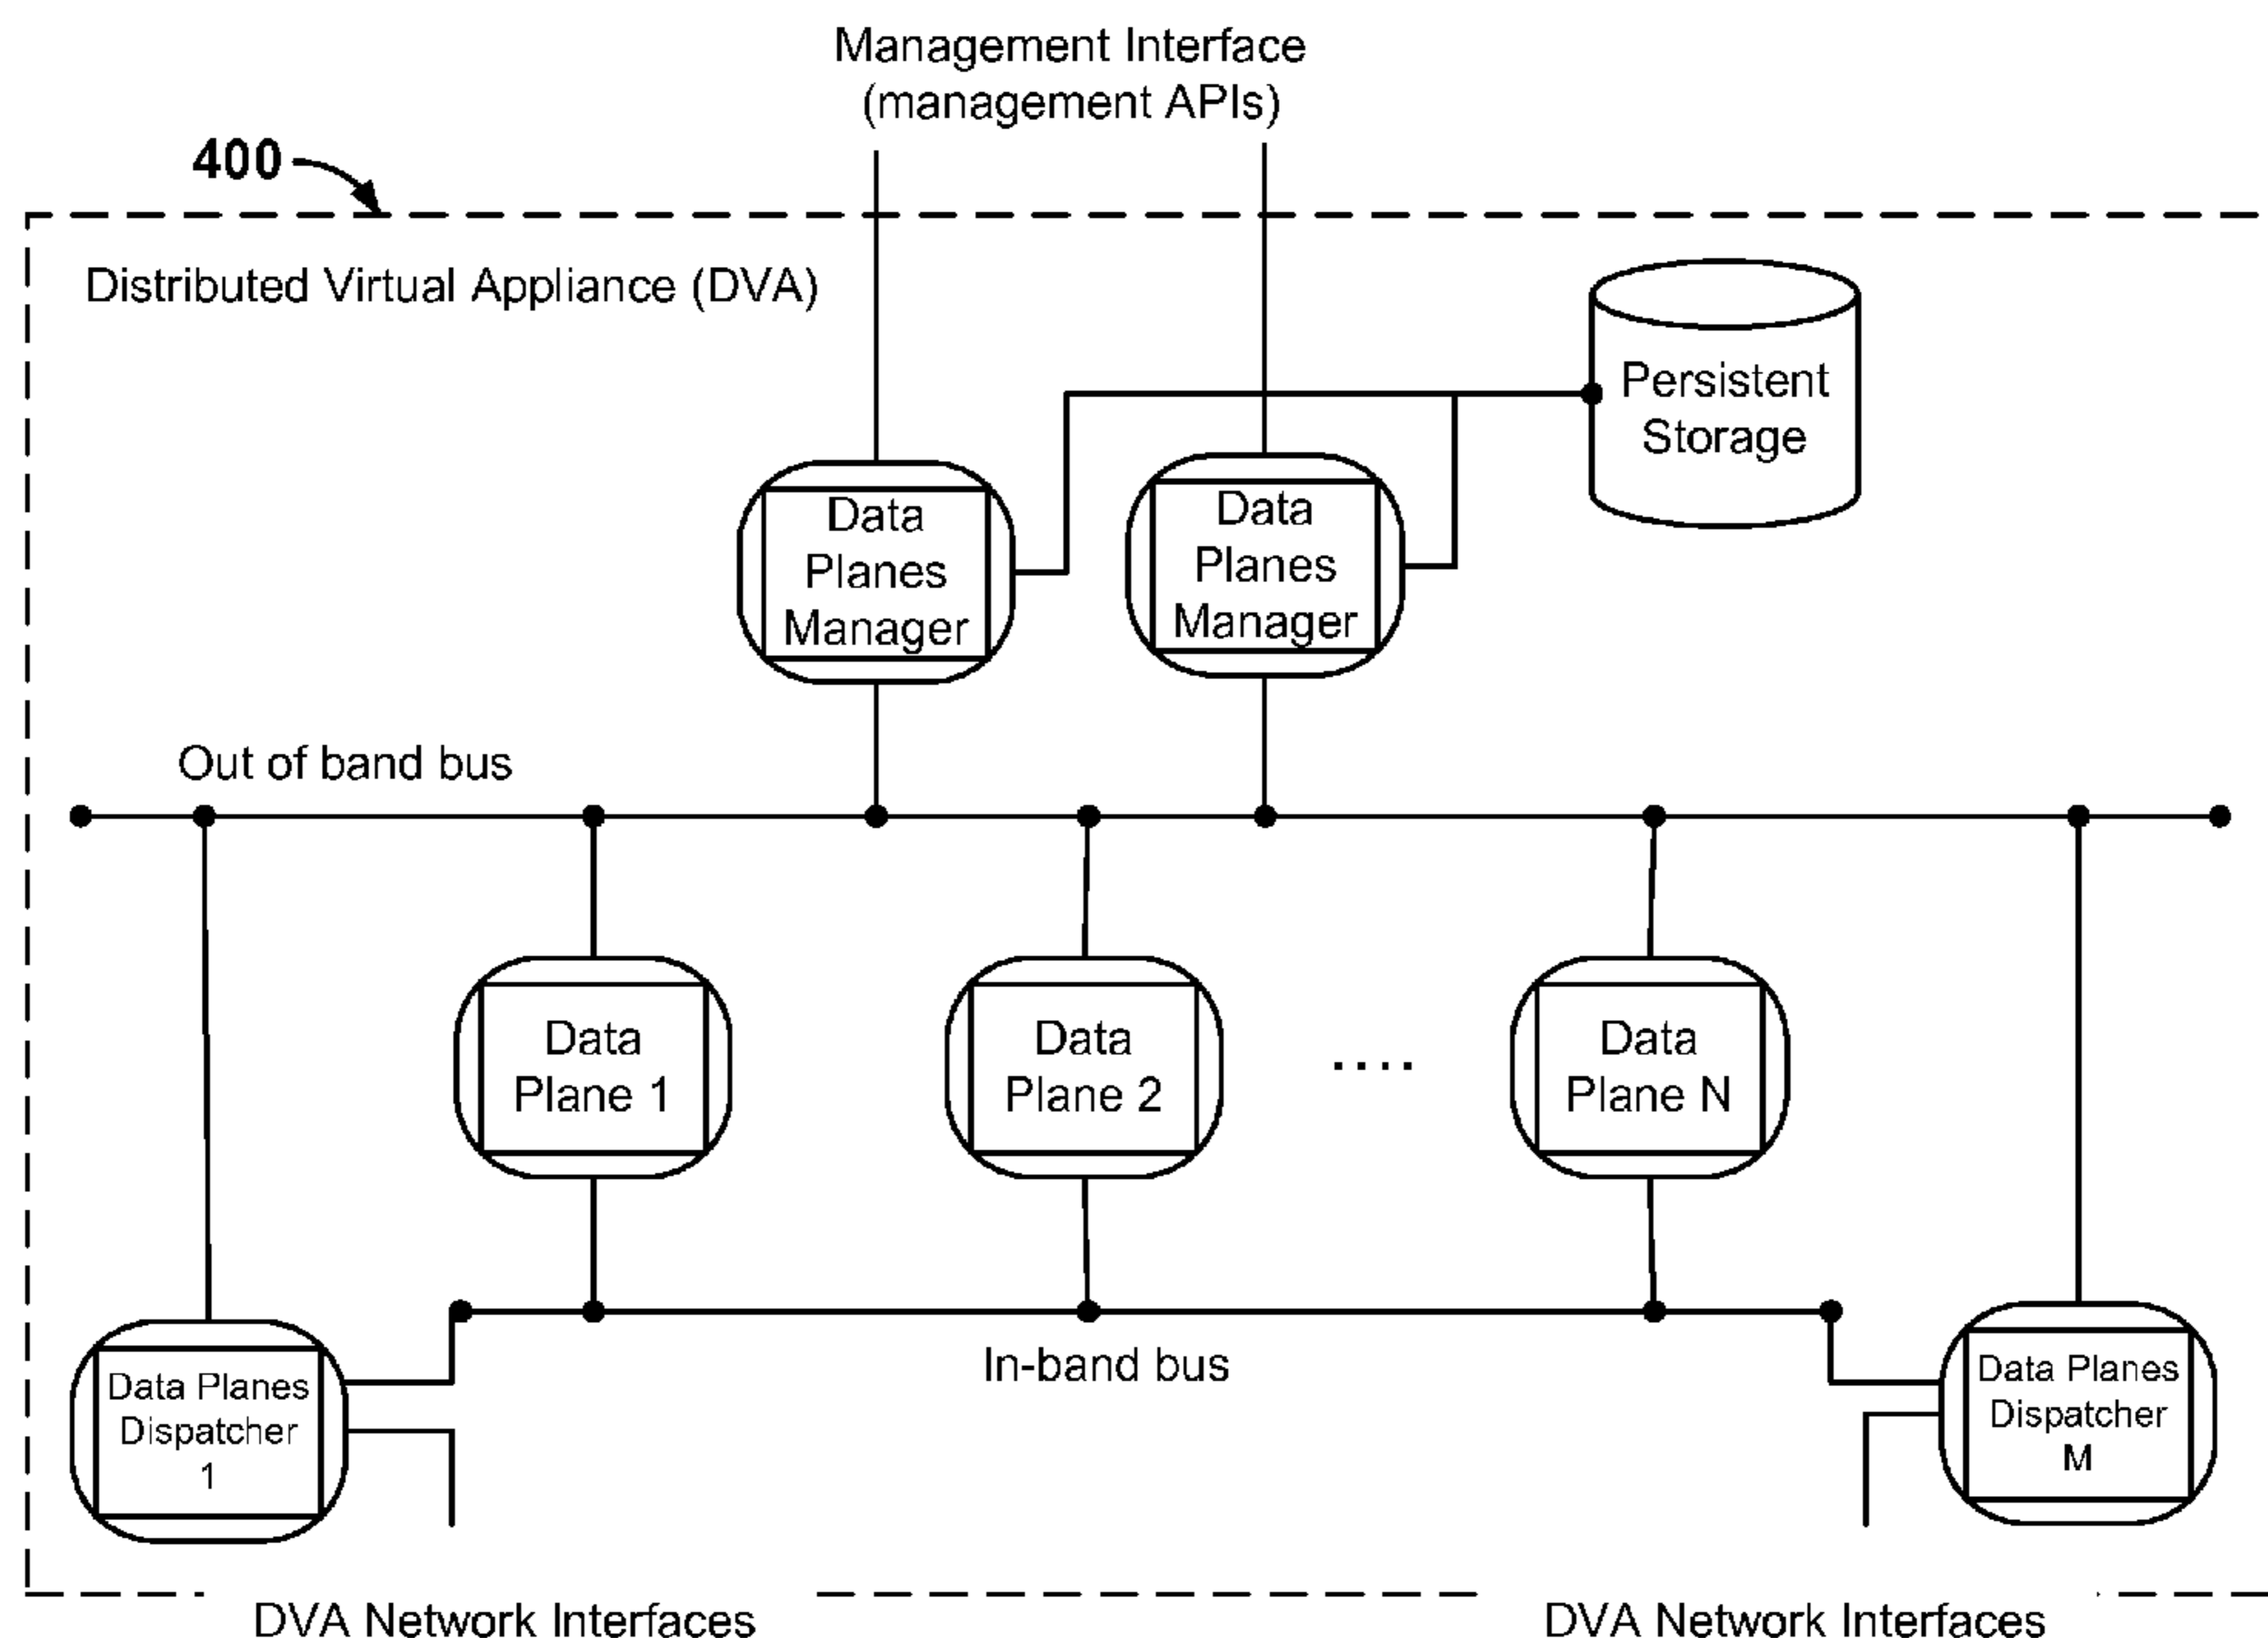 Management Interface
(management APIs)
400
Distributed Virtual Appliance (DVA)
Persistent
Storage
Data
Planes
Manager
Data
Planes
Manager
Out of band bus
Data
Plane 1
Data
Plane 2
....
Data
Plane N
In-band bus
Data Planes
Dispatcher
1
Data Planes
Dispatcher
M
DVA Network Interfaces
DVA Network Interfaces